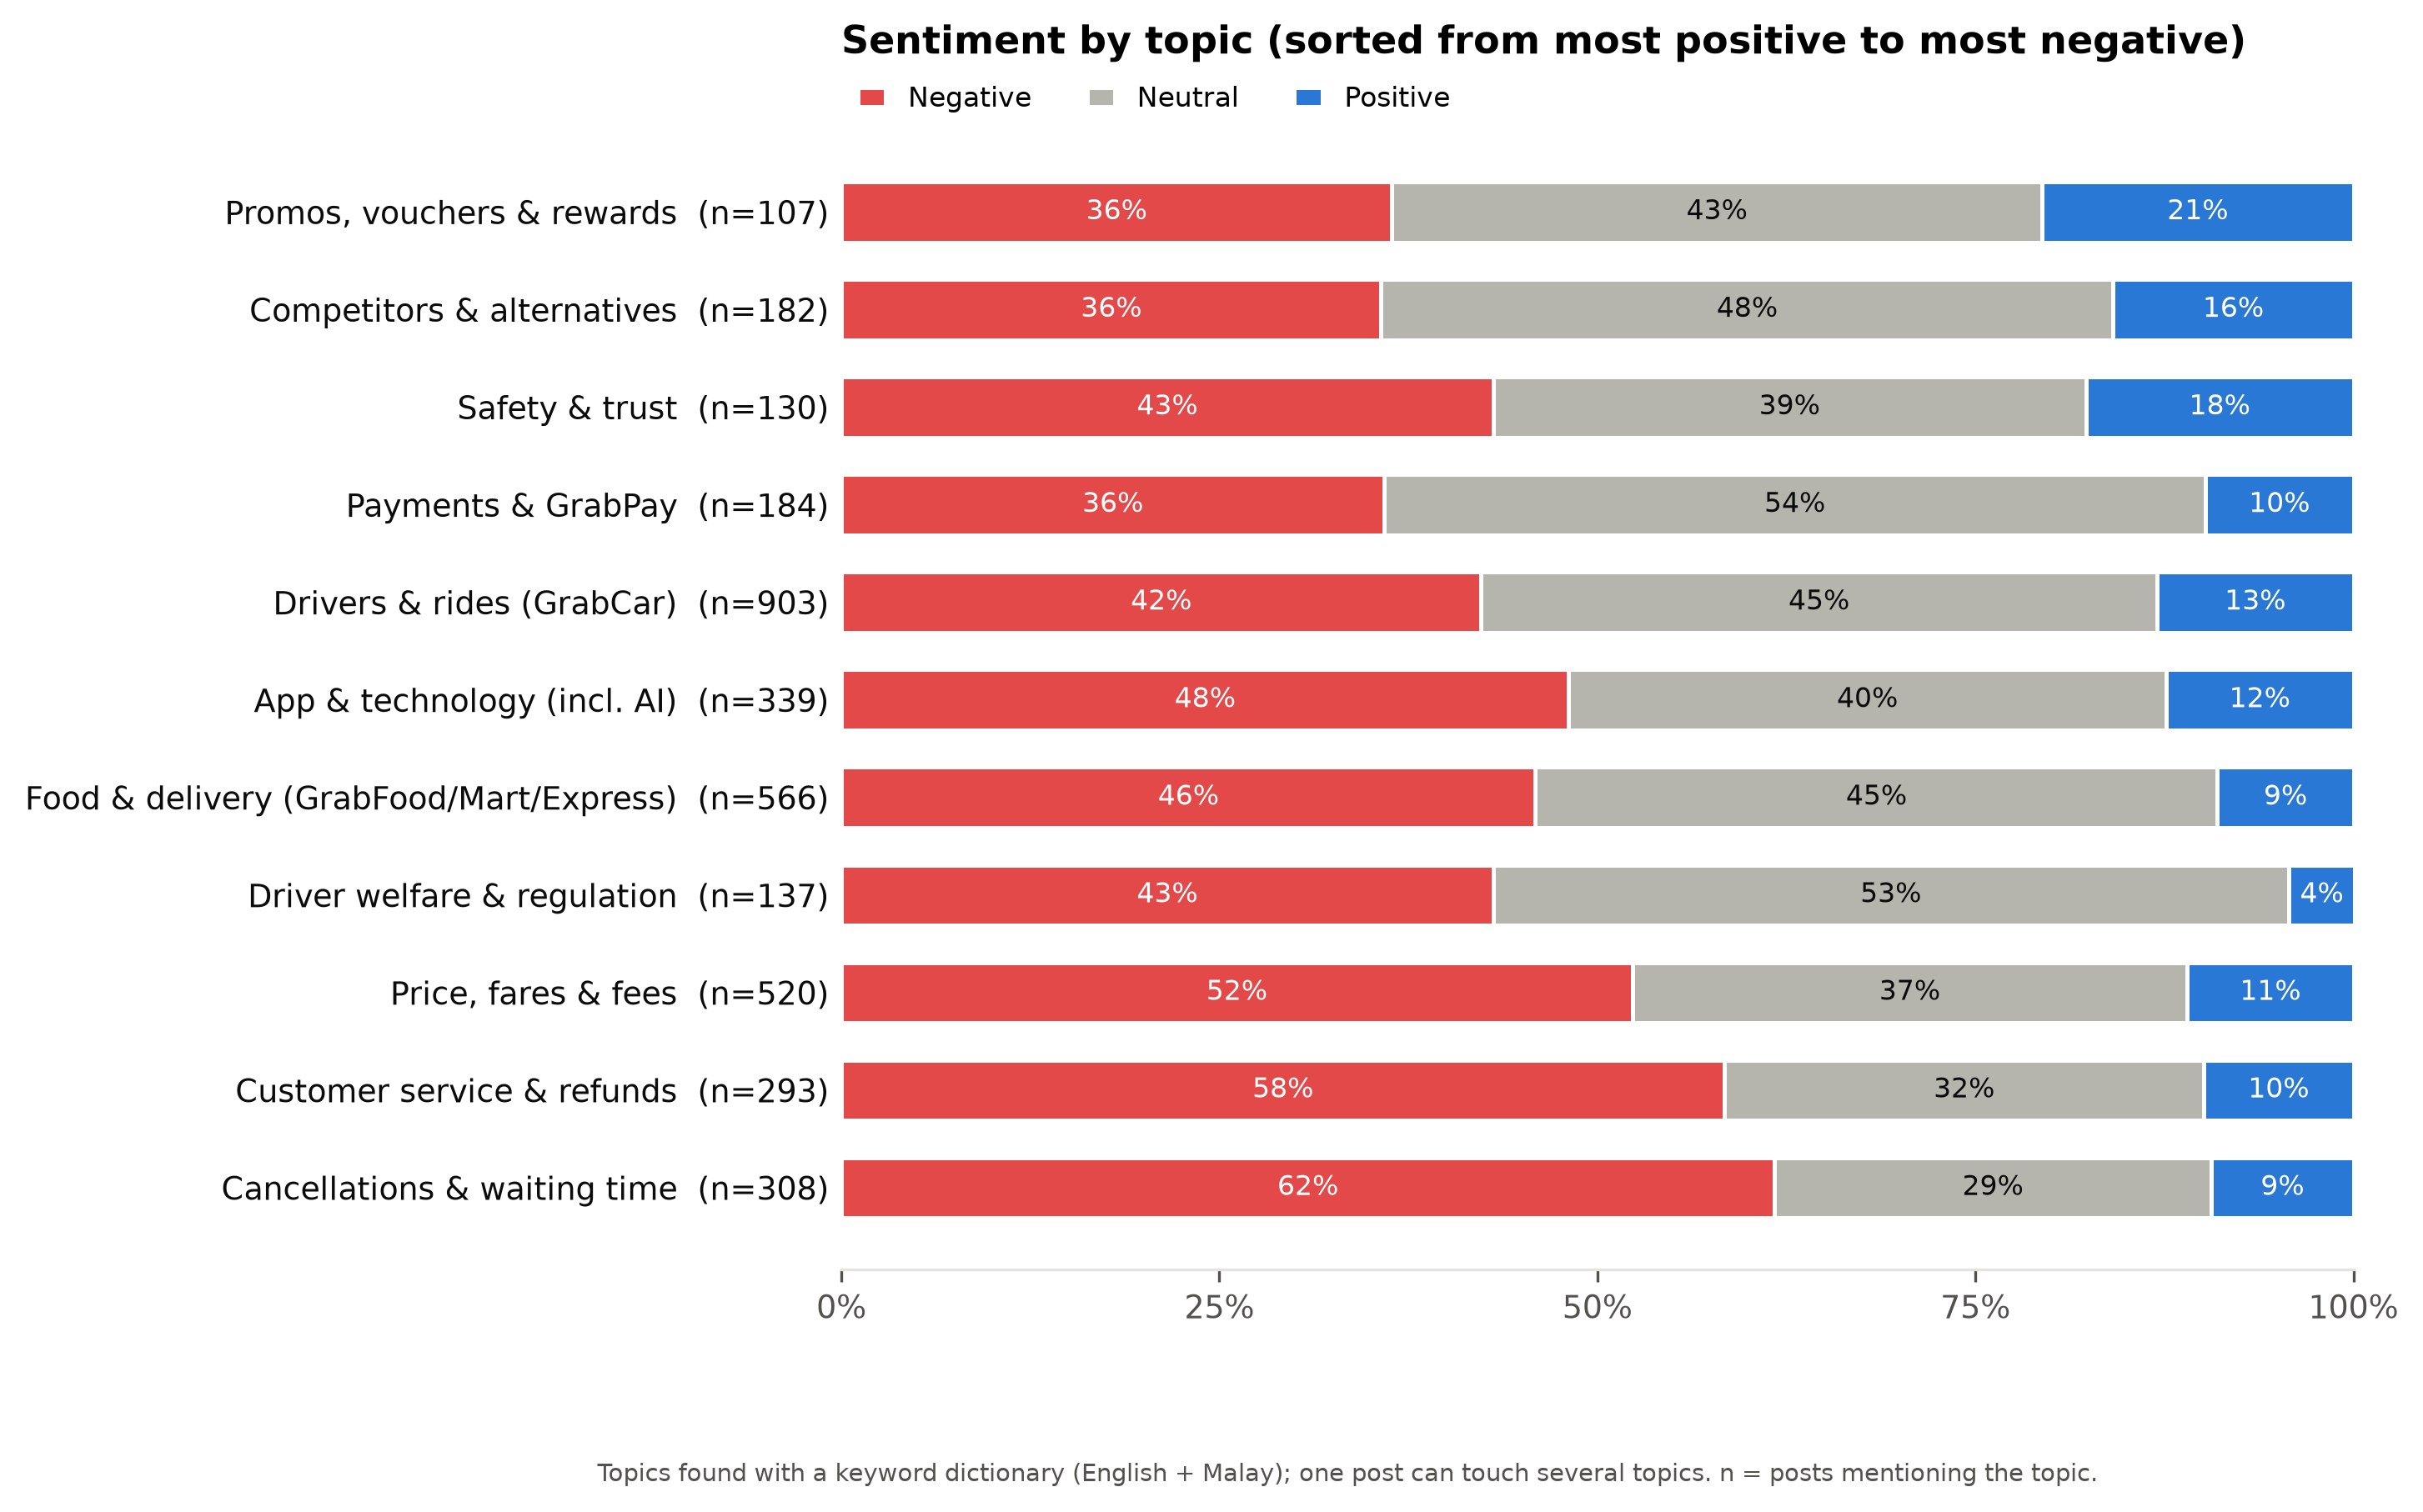 Sentiment by topic (sorted from most positive to most negative)
Negative Neutral Positive
Promos, vouchers & rewards (n=107) 36% 43% 21%
Competitors & alternatives (n=182) 36% 48% 16%
Safety & trust (n=130) 43% 39% 18%
Payments & GrabPay (n=184) 36% 54% 10%
Drivers & rides (GrabCar) (n=903) 42% 45% 13%
App & technology (incl. AI) (n=339) 48% 40% 12%
Food & delivery (GrabFood/Mart/Express) (n=566) 46% 45% 9%
Driver welfare & regulation (n=137) 43% 53% 4%
Price, fares & fees (n=520) 52% 37% 11%
Customer service & refunds (n=293) 58% 32% 10%
Cancellations & waiting time (n=308) 62% 29% 9%
0% 25% 50% 75% 100%
Topics found with a keyword dictionary (English + Malay); one post can touch several topics. n = posts mentioning the topic.